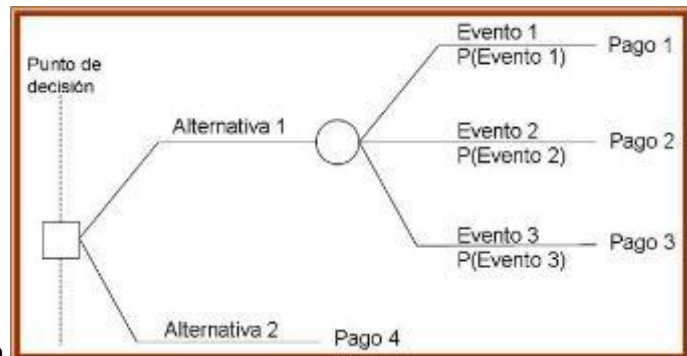 Punto de
decisión
Alternativa 1
Evento 1
P(Evento 1)
Pago 1
Evento 2
P(Evento 2)
Pago 2
Evento 3
P(Evento 3)
Pago 3
Alternativa 2
Pago 4